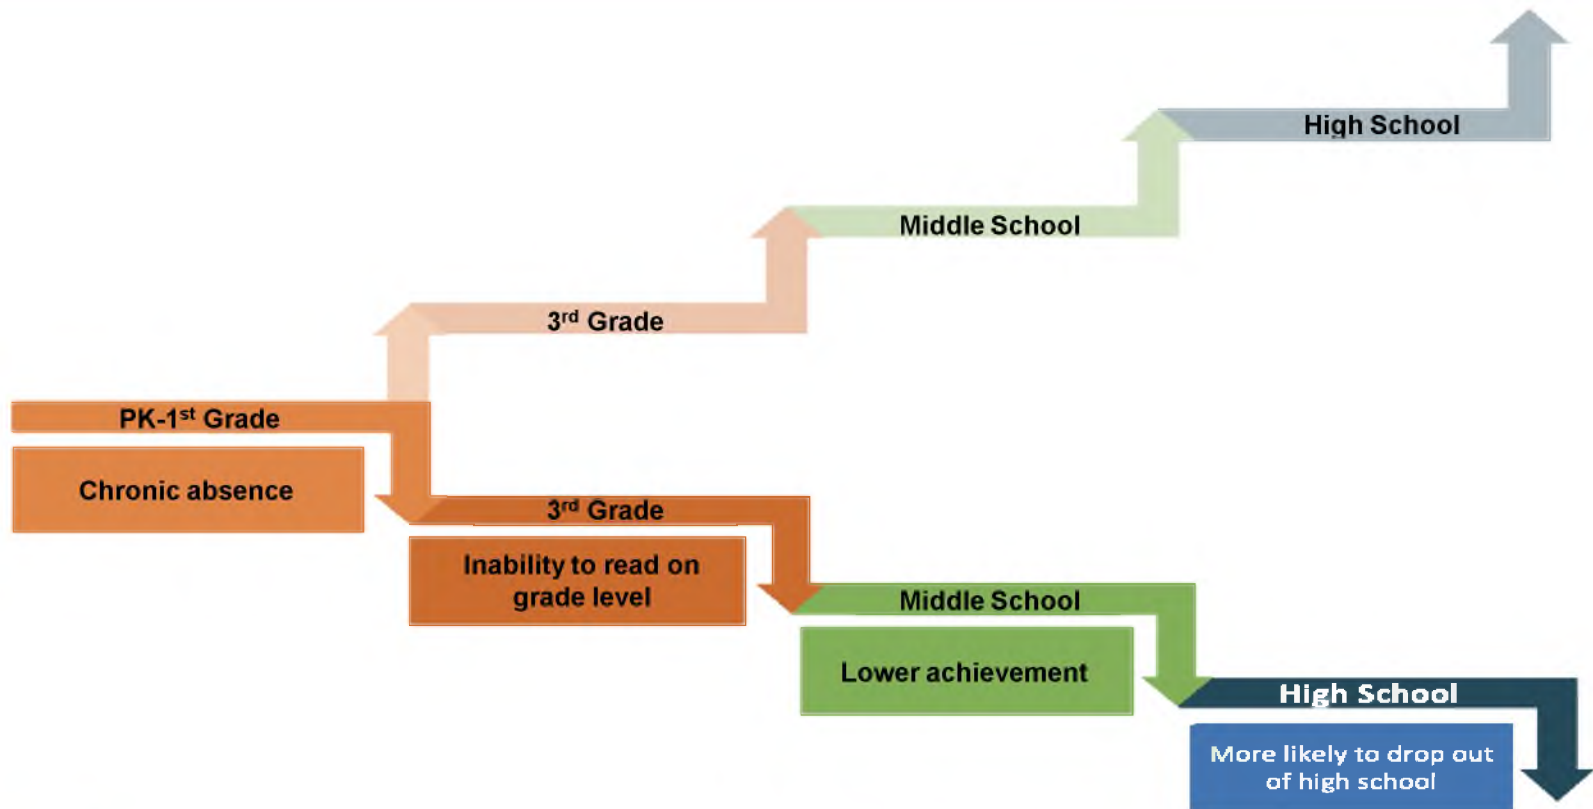 High School
Middle School
3rd Grade
PK-1st Grade
Chronic absence
3rd Grade
Inability to read on
grade level
Middle School
Lower achievement
High School
More likely to drop out
of high school